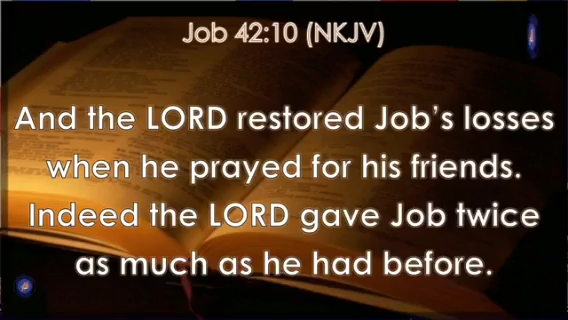 Job 42:10 (NKJV)
And the LORD restored Job's losses
when he prayed for his friends.
Indeed the LORD gave Job twice
as much as he had before.